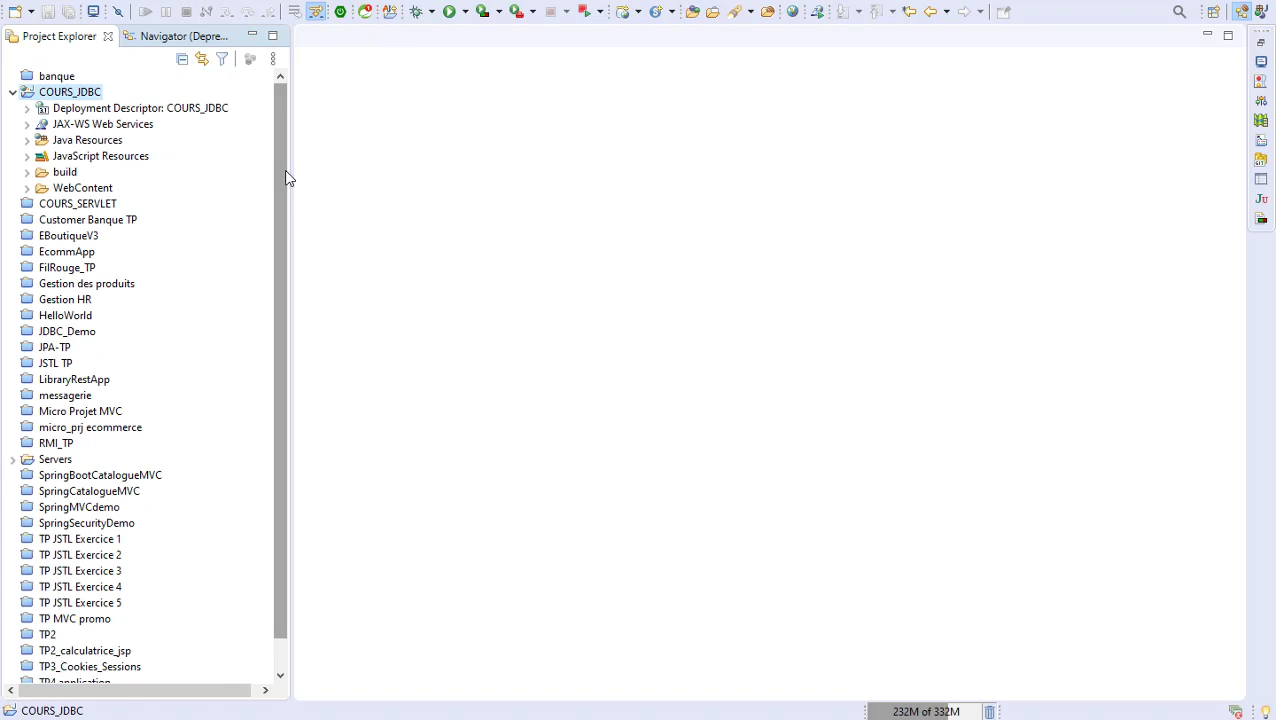 Project Explorer
Navigator (Depre...
banque
COURS_JDBC
Deployment Descriptor: COURS_JDBC
JAX-WS Web Services
Java Resources
JavaScript Resources
build
WebContent
COURS_SERVLET
Customer Banque TP
EBoutiqueV3
EcommApp
FilRouge_TP
Gestion des produits
Gestion HR
HelloWorld
JDBC_Demo
JPA-TP
JSTL TP
LibraryRestApp
messagerie
Micro Projet MVC
micro_prj ecommerce
RMI_TP
Servers
SpringBootCatalogueMVC
SpringCatalogueMVC
SpringMVCdemo
SpringSecurityDemo
TP JSTL Exercice 1
TP JSTL Exercice 2
TP JSTL Exercice 3
TP JSTL Exercice 4
TP JSTL Exercice 5
TP MVC promo
TP2
TP2_calculatrice_jsp
TP3_Cookies_Sessions
TP4 application
COURS_JDBC
232M of 332M